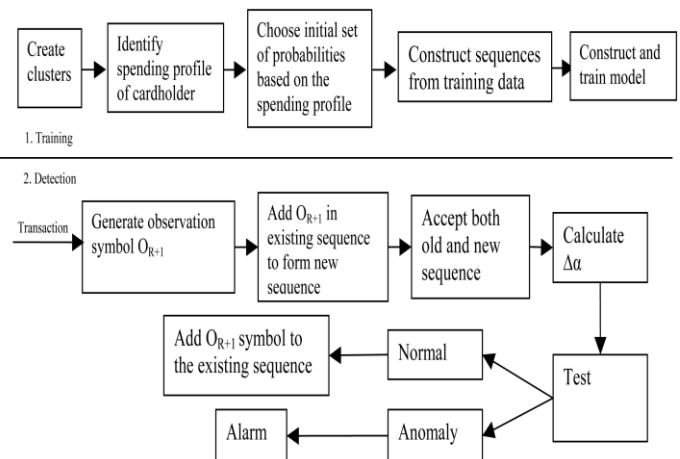 Create
clusters
Identify
spending profile
of cardholder
Choose initial set
of probabilities
based on the
spending profile
Construct sequences
from training data
Construct and
train model
1. Training
2. Detection
Transaction
Generate observation
symbol O_{R+1}
Add O_{R+1} in
existing sequence
to form new
sequence
Accept both
old and new
sequence
Calculate
Δα
Add O_{R+1} symbol to
the existing sequence
Normal
Test
Alarm
Anomaly